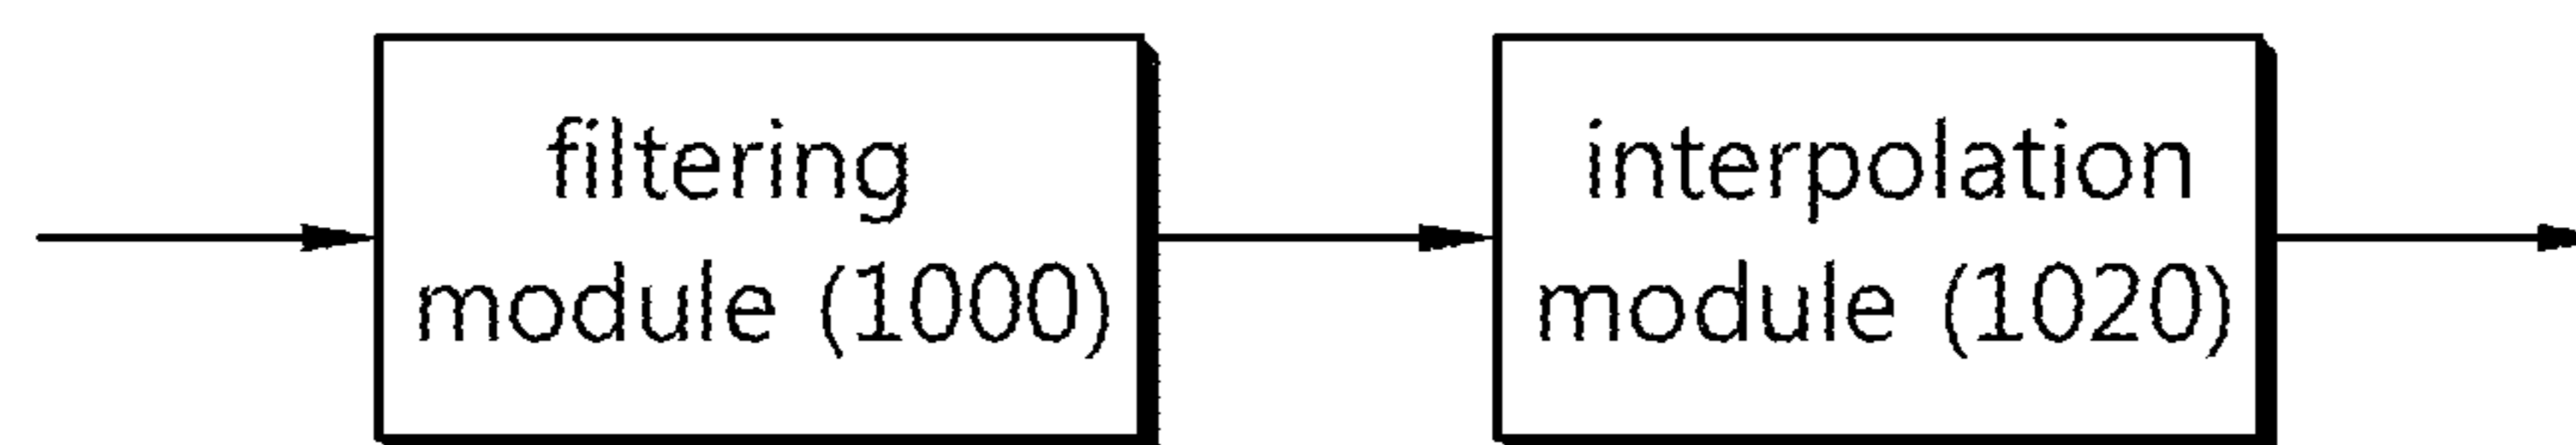 filtering
module (1000)
interpolation
module (1020)